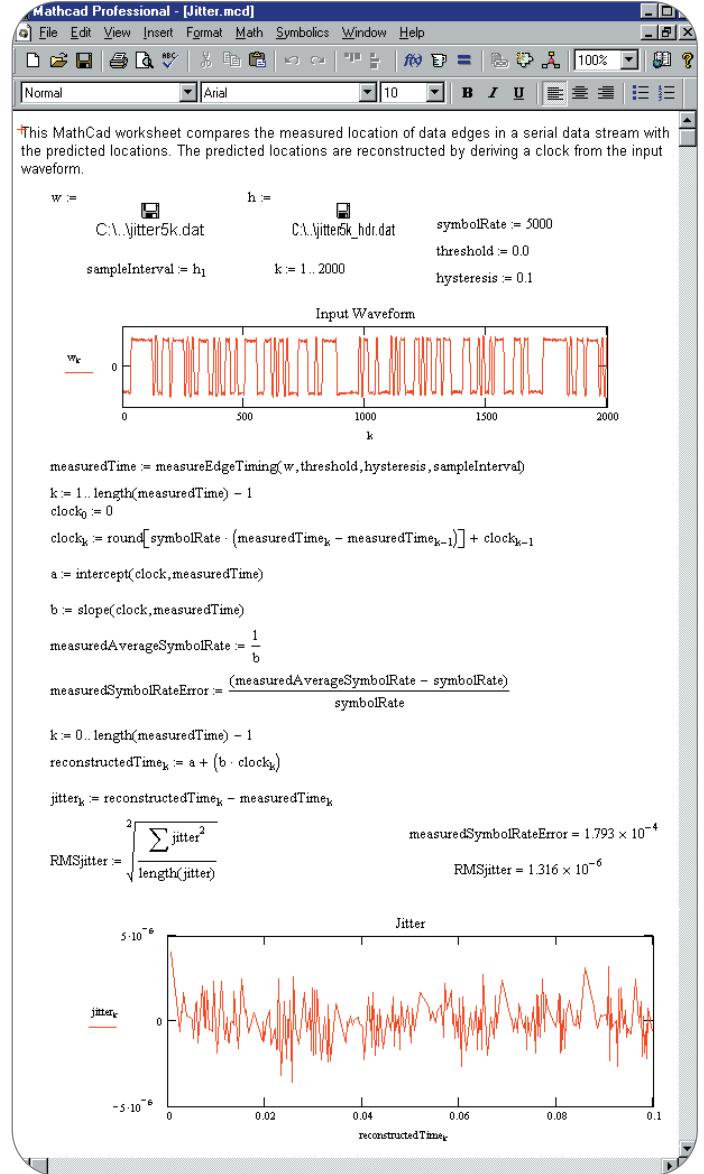 Mathcad Professional - [Jitter.mcd]
File Edit View Insert Format Math Symbolics Window Help
ABC f(x) = 100% ?
Normal Arial 10 B I U
This MathCad worksheet compares the measured location of data edges in a serial data stream with
the predicted locations. The predicted locations are reconstructed by deriving a clock from the input
waveform.
w := h :=
C:\..\jitter5k.dat C:\..\jitter5k_hdr.dat symbolRate := 5000
threshold := 0.0
sampleInterval := h₁ k := 1.. 2000
hysteresis := 0.1
Input Waveform
wₖ 0
0 500 1000 1500 2000
k
measuredTime := measureEdgeTiming(w,threshold,hysteresis,sampleInterval)
k := 1.. length(measuredTime) − 1
clock₀ := 0
clockₖ := round[symbolRate · (measuredTimeₖ − measuredTimeₖ₋₁)] + clockₖ₋₁
a := intercept(clock,measuredTime)
b := slope(clock,measuredTime)
measuredAverageSymbolRate := 1/b
measuredSymbolRateError := (measuredAverageSymbolRate − symbolRate)/symbolRate
k := 0.. length(measuredTime) − 1
reconstructedTimeₖ := a + (b · clockₖ)
jitterₖ := reconstructedTimeₖ − measuredTimeₖ
RMSjitter := ²√(∑ jitter²/length(jitter))
measuredSymbolRateError = 1.793 × 10⁻⁴
RMSjitter = 1.316 × 10⁻⁶
Jitter
5·10⁻⁶
jitterₖ 0
−5·10⁻⁶
0 0.02 0.04 0.06 0.08 0.1
reconstructedTimeₖ